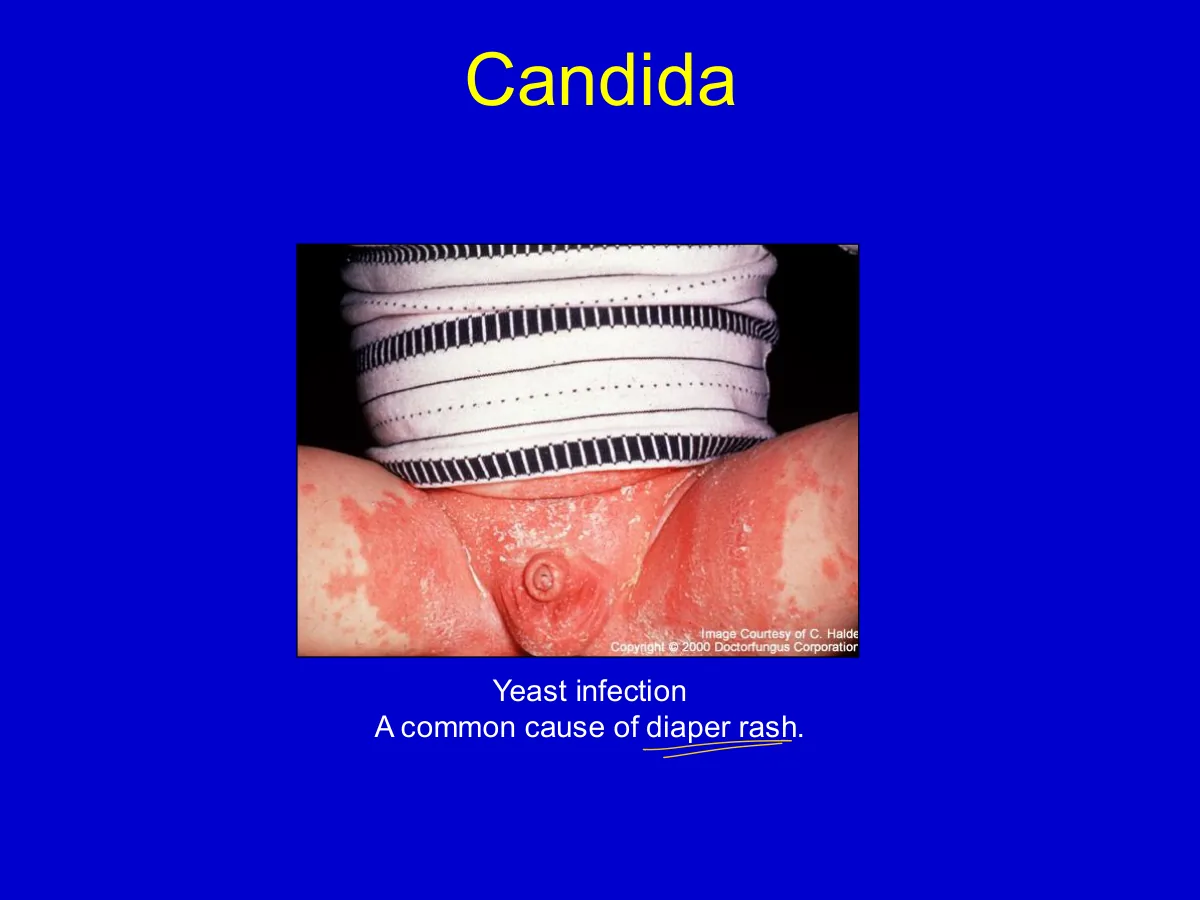 Candida
Image Courtesy of C. Halde
Copyright © 2000 Doctorfungus Corporation
Yeast infection
A common cause of diaper rash.